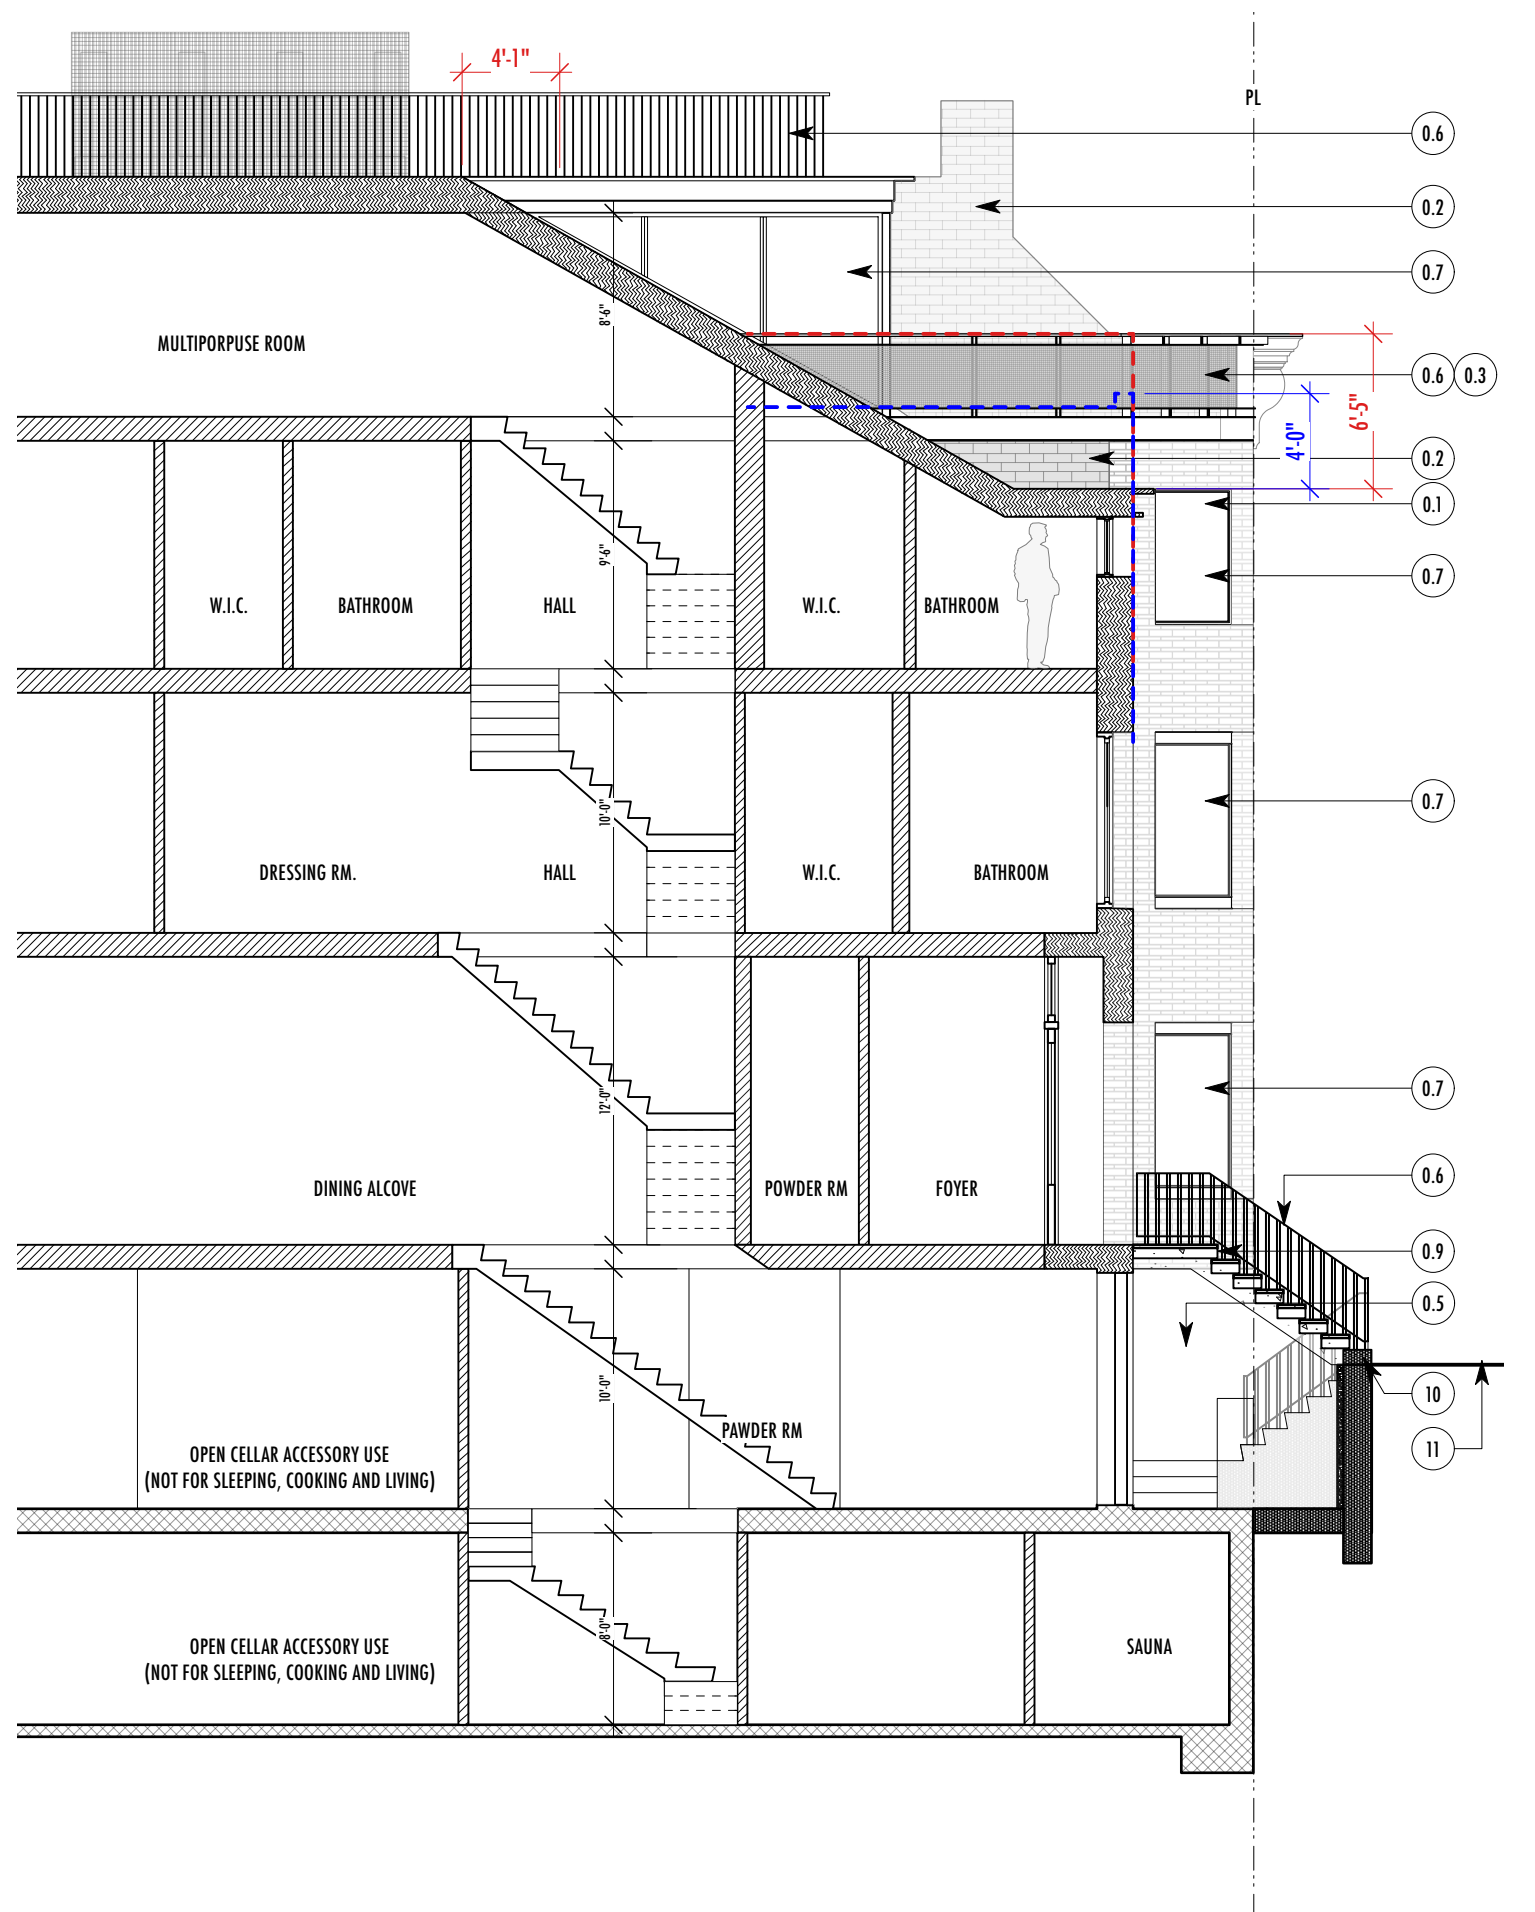 4'-1"
PL
0.6
0.2
0.7
8'-6"
MULTIPORPUSE ROOM
0.6 0.3
6'-5"
4'-0"
0.2
0.1
9'-6"
0.7
W.I.C. BATHROOM HALL W.I.C. BATHROOM
0.7
10'-0"
DRESSING RM. HALL W.I.C. BATHROOM
0.7
12'-0"
0.6
DINING ALCOVE POWDER RM FOYER
0.9
0.5
10'-0"
10
PAWDER RM
11
OPEN CELLAR ACCESSORY USE
(NOT FOR SLEEPING, COOKING AND LIVING)
8'-0"
OPEN CELLAR ACCESSORY USE
(NOT FOR SLEEPING, COOKING AND LIVING)
SAUNA